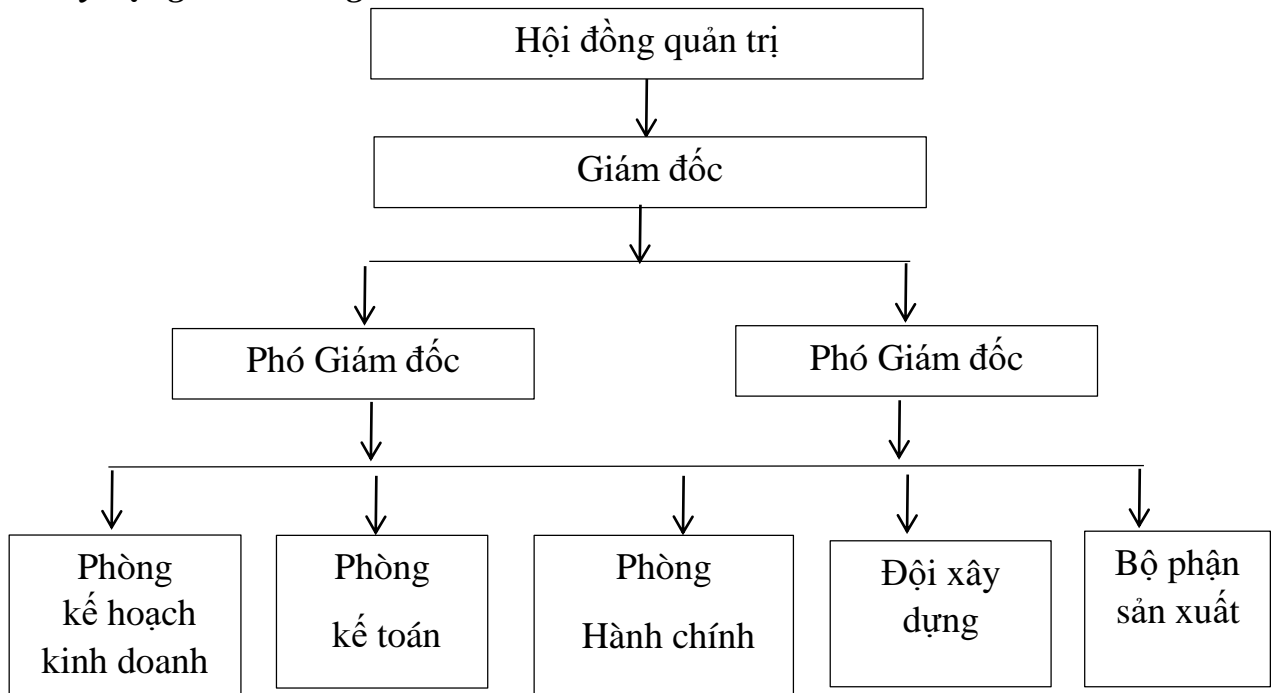 Hội đồng quản trị
Giám đốc
Phó Giám đốc
Phó Giám đốc
Phòng
kế hoạch
kinh doanh
Phòng
kế toán
Phòng
Hành chính
Đội xây
dựng
Bộ phận
sản xuất